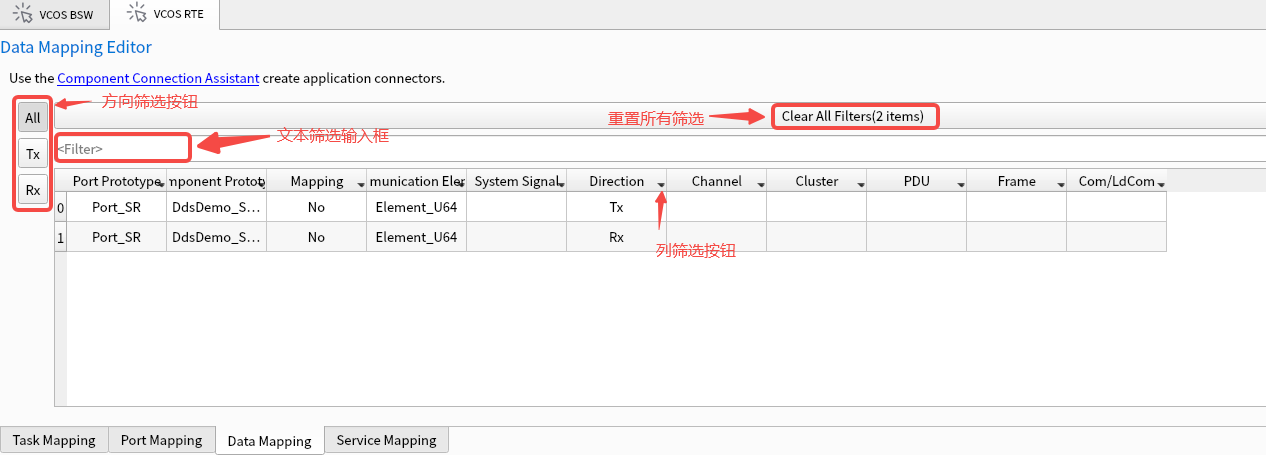 VCOS BSW VCOS RTE
Data Mapping Editor
Use the Component Connection Assistant create application connectors.
方向筛选按钮
All
重置所有筛选 Clear All Filters(2 items)
文本筛选输入框
<Filter>
Tx
Rx
Port Prototype mponent Prototy Mapping munication Eler System Signal Direction Channel Cluster PDU Frame Com/LdCom
0 Port_SR DdsDemo_S... No Element_U64 Tx
1 Port_SR DdsDemo_S... No Element_U64 Rx
列筛选按钮
Task Mapping Port Mapping Data Mapping Service Mapping